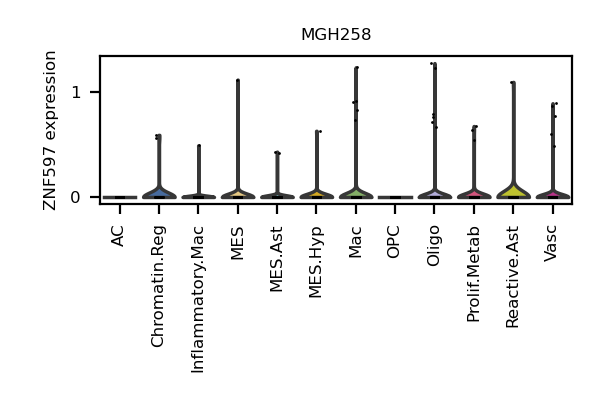 MGH258
ZNF597 expression
1
0
AC
Chromatin.Reg
Inflammatory.Mac
MES
MES.Ast
MES.Hyp
Mac
OPC
Oligo
Prolif.Metab
Reactive.Ast
Vasc